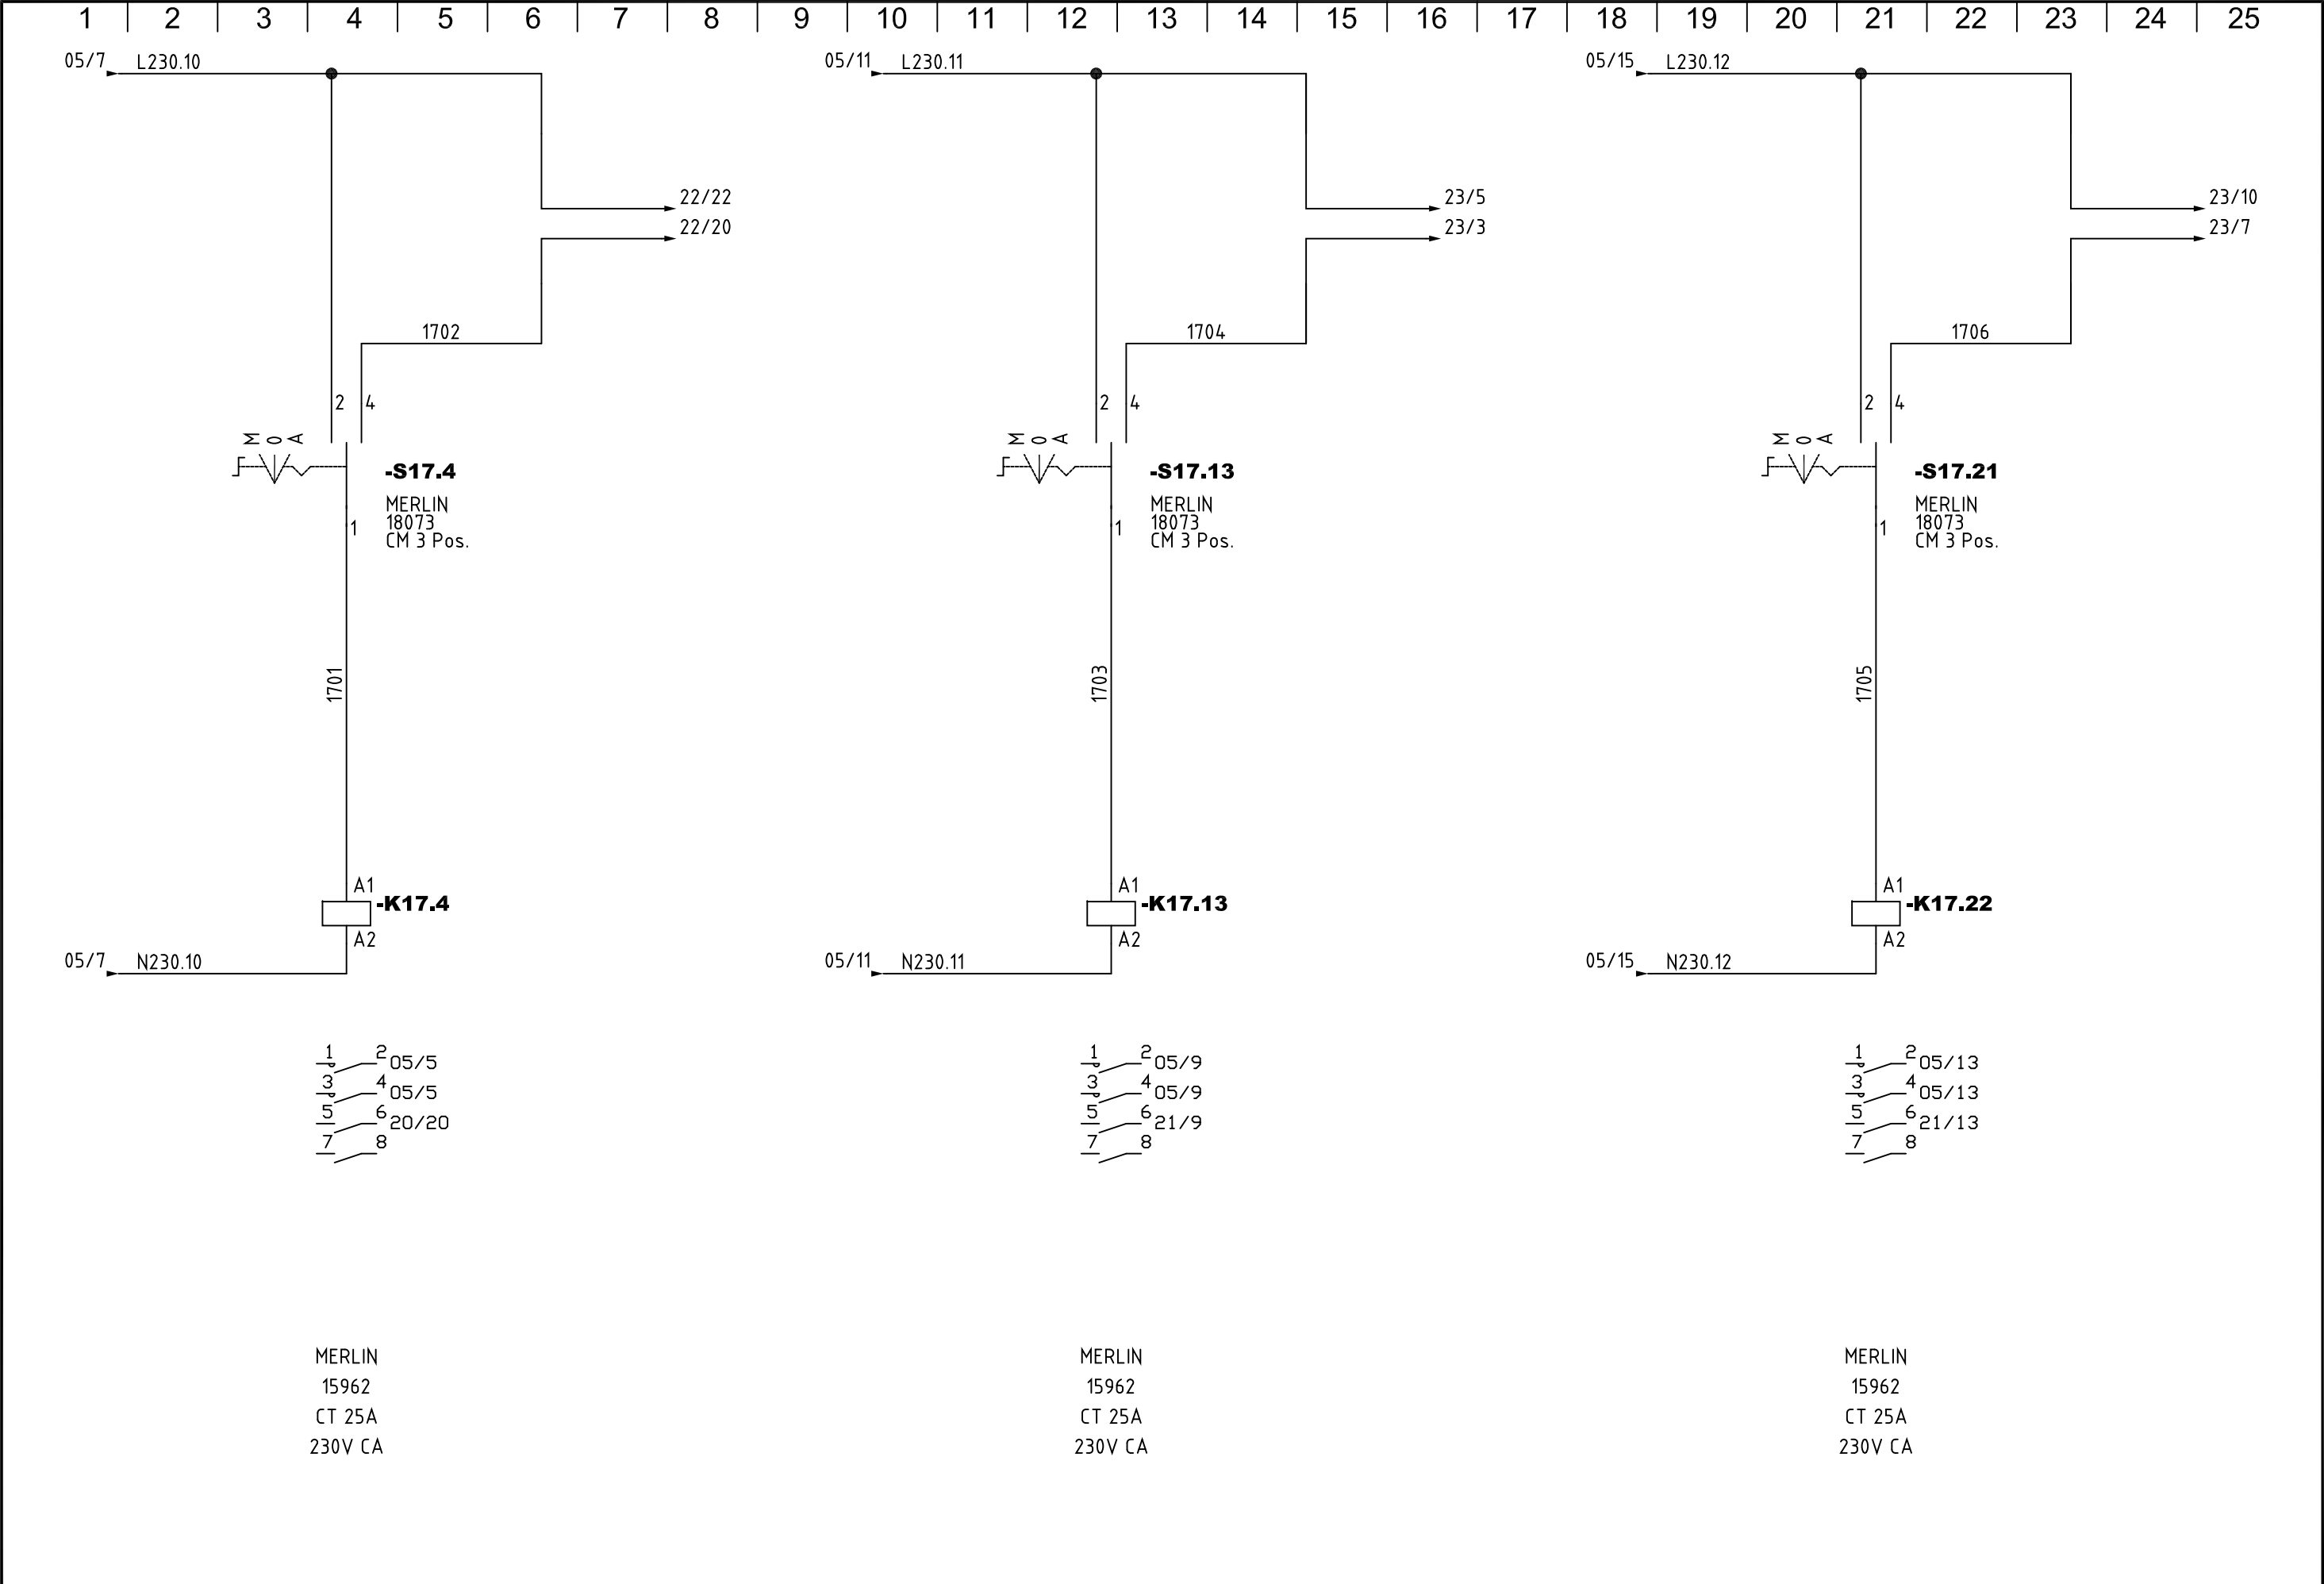 1 2 3 4 5 6 7 8 9 10 11 12 13 14 15 16 17 18 19 20 21 22 23 24 25
05/7 L230.10
22/22
22/20
1702
2 4
M O A
-S17.4
MERLIN
18073
CM 3 Pos.
1
1701
A1
-K17.4
A2
05/7 N230.10
1 2 05/5
3 4 05/5
5 6 20/20
7 8
MERLIN
15962
CT 25A
230V CA
05/11 L230.11
23/5
23/3
1704
2 4
M O A
-S17.13
MERLIN
18073
CM 3 Pos.
1
1703
A1
-K17.13
A2
05/11 N230.11
1 2 05/9
3 4 05/9
5 6 21/9
7 8
MERLIN
15962
CT 25A
230V CA
05/15 L230.12
23/10
23/7
1706
2 4
M O A
-S17.21
MERLIN
18073
CM 3 Pos.
1
1705
A1
-K17.22
A2
05/15 N230.12
1 2 05/13
3 4 05/13
5 6 21/13
7 8
MERLIN
15962
CT 25A
230V CA